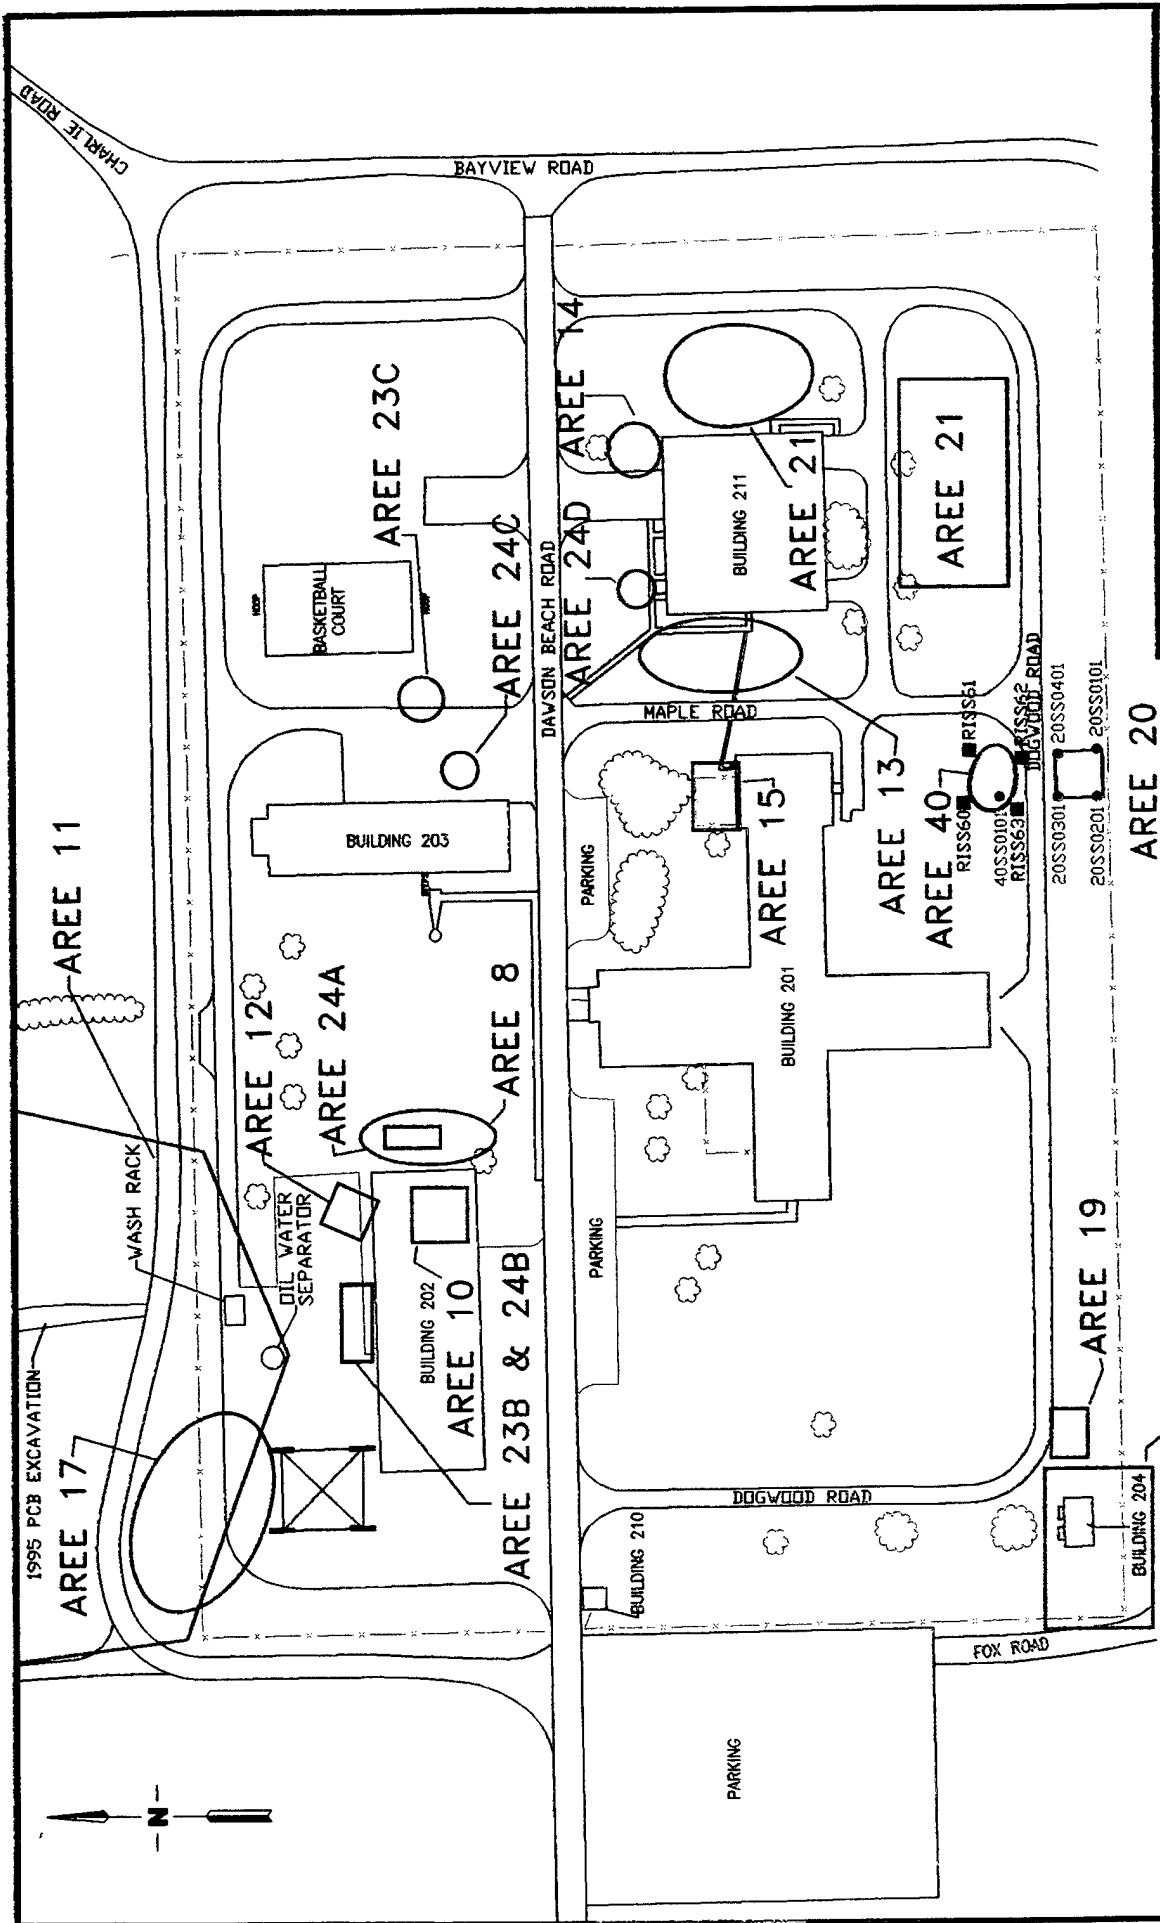 CHARLIE ROAD
BAYVIEW ROAD
AREE 11
AREE 23C
AREE 14
HOOP
BASKETBALL
COURT
HOOP
AREE 24C
AREE 24D
DAWSON BEACH ROAD
BUILDING 211
AREE 21
AREE 21
MAPLE ROAD
BUILDING 203
AREE 12
AREE 24A
AREE 8
WASH RACK
OIL WATER
SEPARATOR
1995 PCB EXCAVATION
AREE 17
BUILDING 202
AREE 10
AREE 23B & 24B
PARKING
AREE 15
AREE 13
AREE 40
RISS61
RISS62
DOGWOOD ROAD
RISS60
40SS0101
RISS63
20SS0401
20SS0101
20SS0301
20SS0201
AREE 20
BUILDING 201
PARKING
AREE 19
DOGWOOD ROAD
BUILDING 210
BUILDING 204
FOX ROAD
PARKING
N